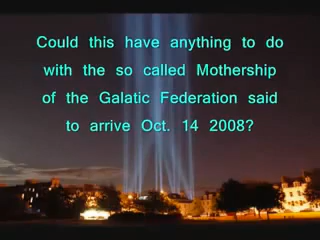 Could this have anything to do
with the so called Mothership
of the Galatic Federation said
to arrive Oct. 14 2008?